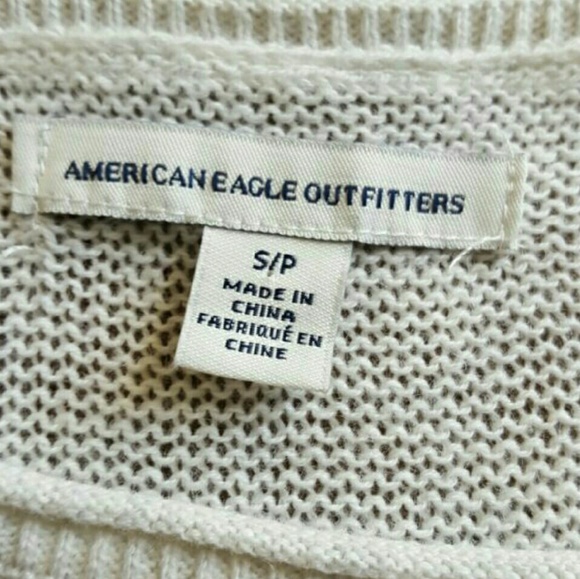 AMERICAN EAGLE OUTFITTERS
S/P
MADE IN
CHINA
FABRIQUÉ EN
CHINE